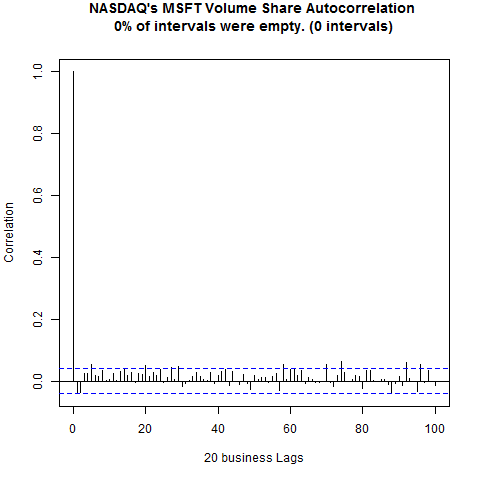 NASDAQ's MSFT Volume Share Autocorrelation
0% of intervals were empty. (0 intervals)
Correlation
1.0
0.8
0.6
0.4
0.2
0.0
0 20 40 60 80 100
20 business Lags